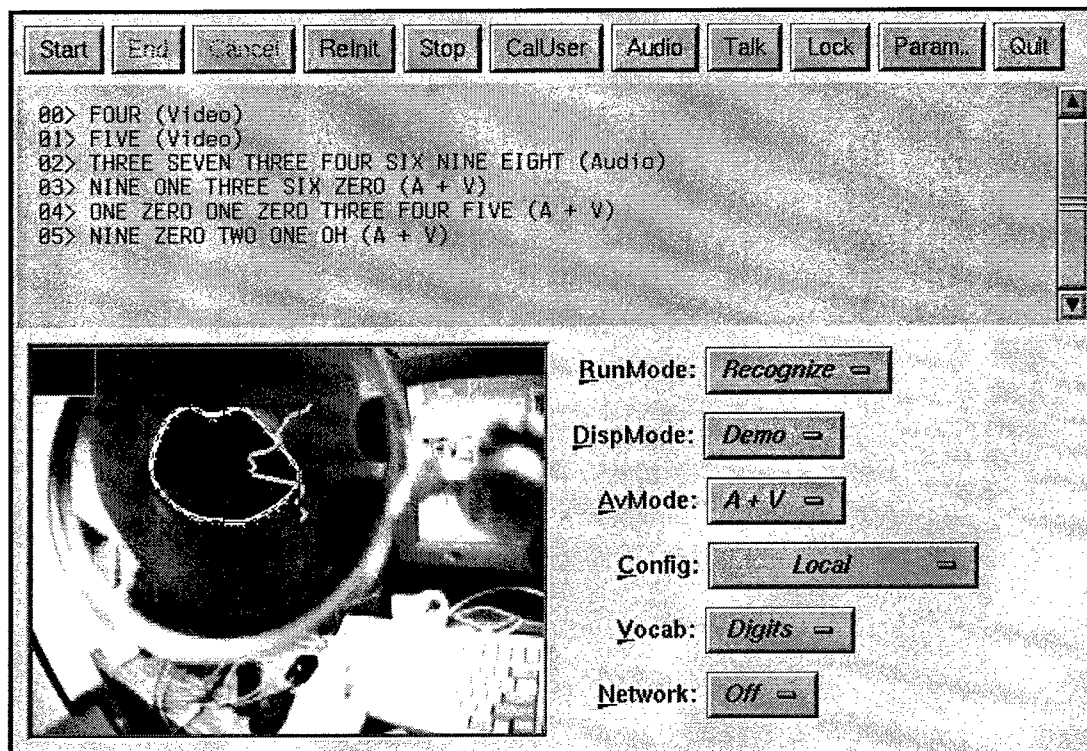 Start End Cancel ReInit Stop CalUser Audio Talk Lock Param.. Quit
00> FOUR (Video)
01> FIVE (Video)
02> THREE SEVEN THREE FOUR SIX NINE EIGHT (Audio)
03> NINE ONE THREE SIX ZERO (A + V)
04> ONE ZERO ONE ZERO THREE FOUR FIVE (A + V)
05> NINE ZERO TWO ONE OH (A + V)
RunMode: Recognize
DispMode: Demo
AvMode: A + V
Config: Local
Vocab: Digits
Network: Off